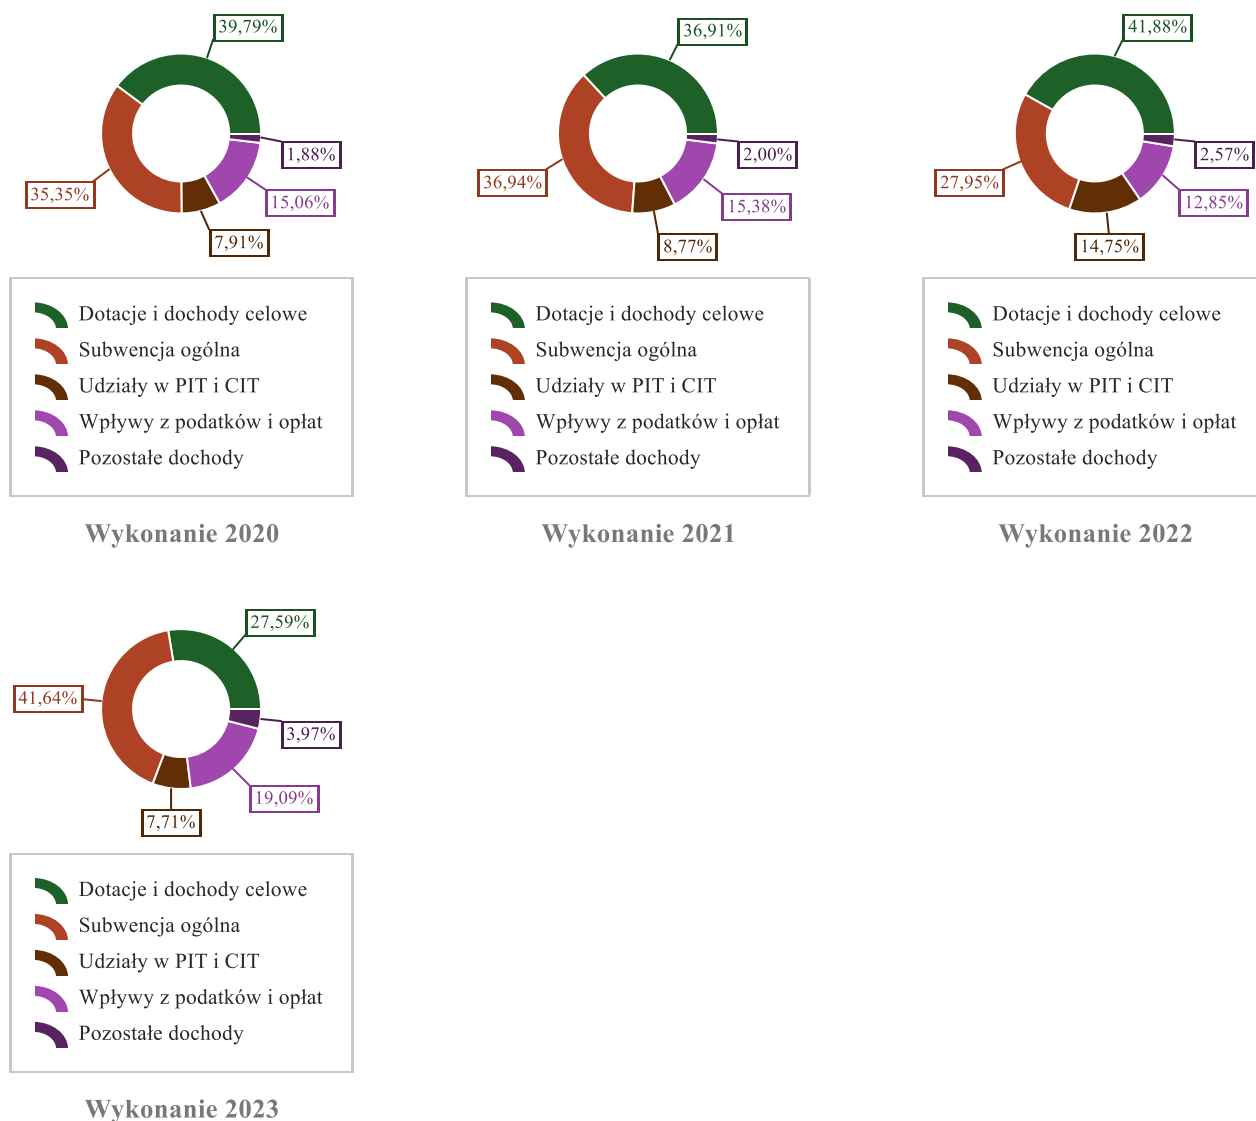 39,79%
1,88%
35,35%
15,06%
7,91%
Dotacje i dochody celowe
Subwencja ogólna
Udziały w PIT i CIT
Wpływy z podatków i opłat
Pozostałe dochody
Wykonanie 2020
36,91%
2,00%
36,94%
15,38%
8,77%
Dotacje i dochody celowe
Subwencja ogólna
Udziały w PIT i CIT
Wpływy z podatków i opłat
Pozostałe dochody
Wykonanie 2021
41,88%
2,57%
27,95%
12,85%
14,75%
Dotacje i dochody celowe
Subwencja ogólna
Udziały w PIT i CIT
Wpływy z podatków i opłat
Pozostałe dochody
Wykonanie 2022
27,59%
41,64%
3,97%
19,09%
7,71%
Dotacje i dochody celowe
Subwencja ogólna
Udziały w PIT i CIT
Wpływy z podatków i opłat
Pozostałe dochody
Wykonanie 2023